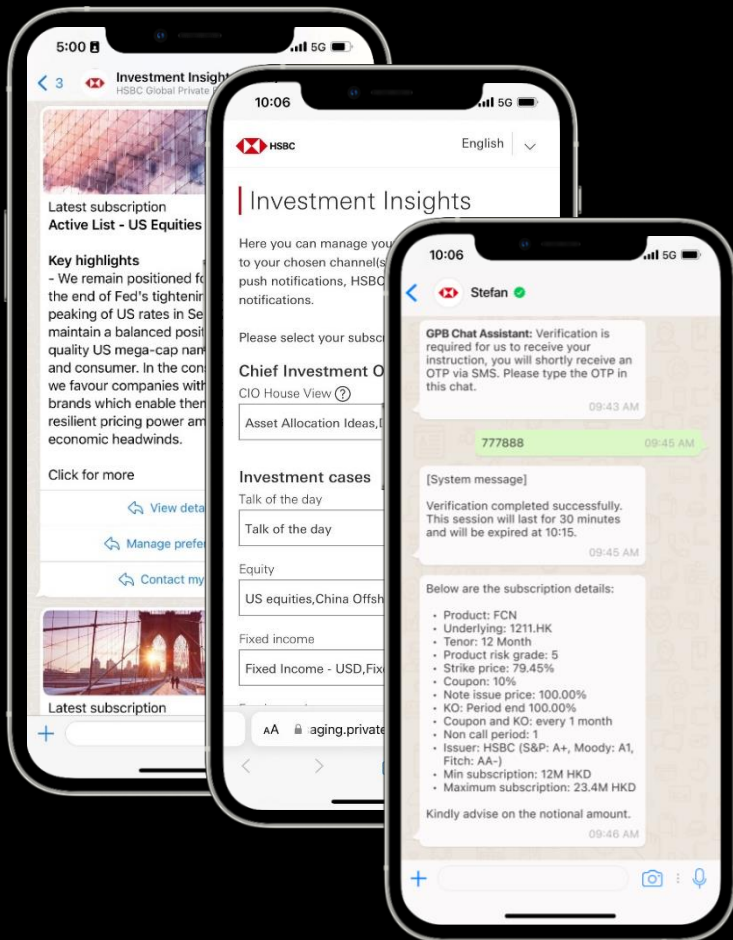 5:00
5G
3
Investment Insight
HSBC Global Private
Latest subscription
Active List - US Equities
Key highlights
- We remain positioned fo
the end of Fed's tightenin
peaking of US rates in Se
maintain a balanced posit
quality US mega-cap nam
and consumer. In the con
we favour companies with
brands which enable them
resilient pricing power am
economic headwinds.
Click for more
View deta
Manage prefer
Contact my
Latest subscription
10:06
5G
HSBC
English
Investment Insights
Here you can manage you
to your chosen channel(s
push notifications, HSBC
notifications.
Please select your subsc
Chief Investment O
CIO House View ?
Asset Allocation Ideas,
Investment cases
Talk of the day
Talk of the day
Equity
US equities,China Offsh
Fixed income
Fixed Income - USD,Fix
AA
aging.private
10:06
5G
Stefan
GPB Chat Assistant: Verification is
required for us to receive your
instruction, you will shortly receive an
OTP via SMS. Please type the OTP in
this chat.
09:43 AM
777888
09:45 AM
[System message]
Verification completed successfully.
This session will last for 30 minutes
and will be expired at 10:15.
09:45 AM
Below are the subscription details:
• Product: FCN
• Underlying: 1211.HK
• Tenor: 12 Month
• Product risk grade: 5
• Strike price: 79.45%
• Coupon: 10%
• Note issue price: 100.00%
• KO: Period end 100.00%
• Coupon and KO: every 1 month
• Non call period: 1
• Issuer: HSBC (S&P: A+, Moody: A1,
Fitch: AA-)
• Min subscription: 12M HKD
• Maximum subscription: 23.4M HKD
Kindly advise on the notional amount.
09:46 AM